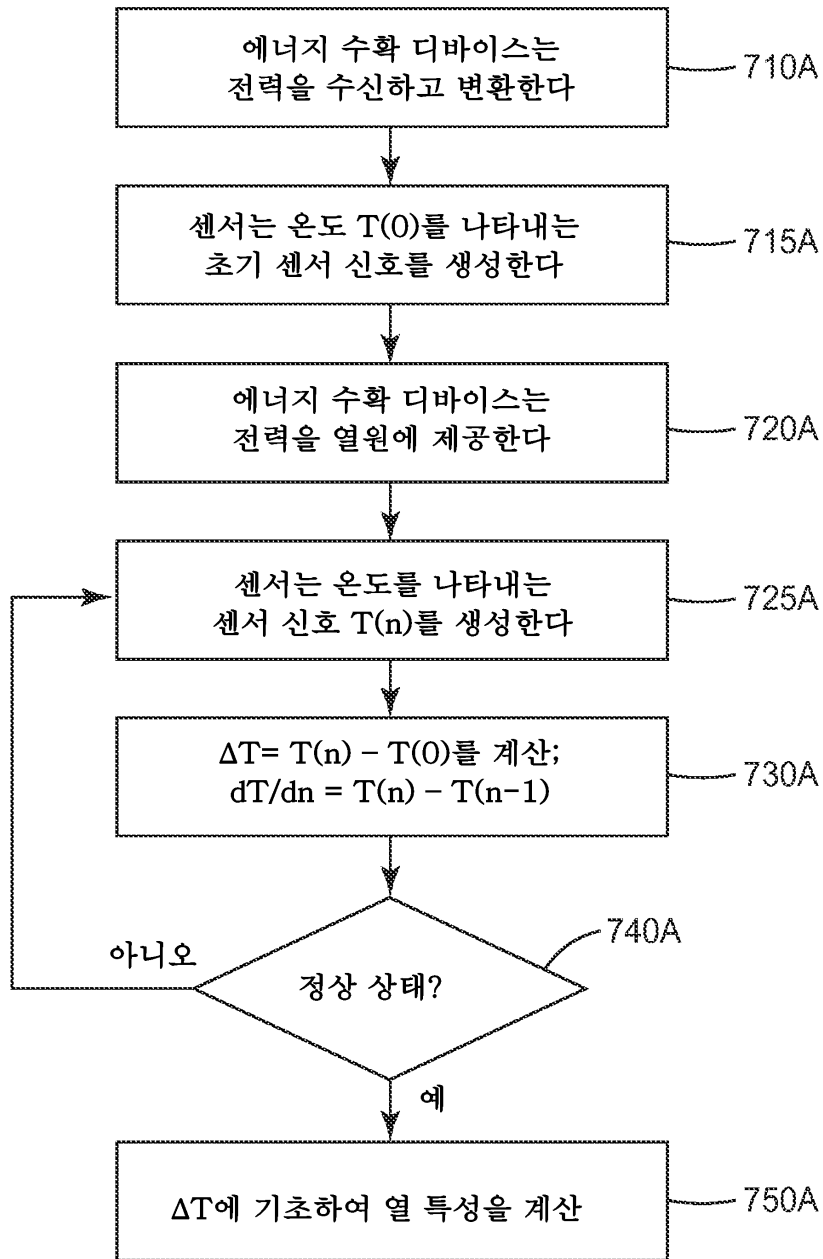 에너지 수확 디바이스는
전력을 수신하고 변환한다
710A
센서는 온도 T(0)를 나타내는
초기 센서 신호를 생성한다
715A
에너지 수확 디바이스는
전력을 열원에 제공한다
720A
센서는 온도를 나타내는
센서 신호 T(n)를 생성한다
725A
ΔT= T(n) – T(0)를 계산;
dT/dn = T(n) – T(n-1)
730A
740A
아니오
정상 상태?
예
ΔT에 기초하여 열 특성을 계산
750A